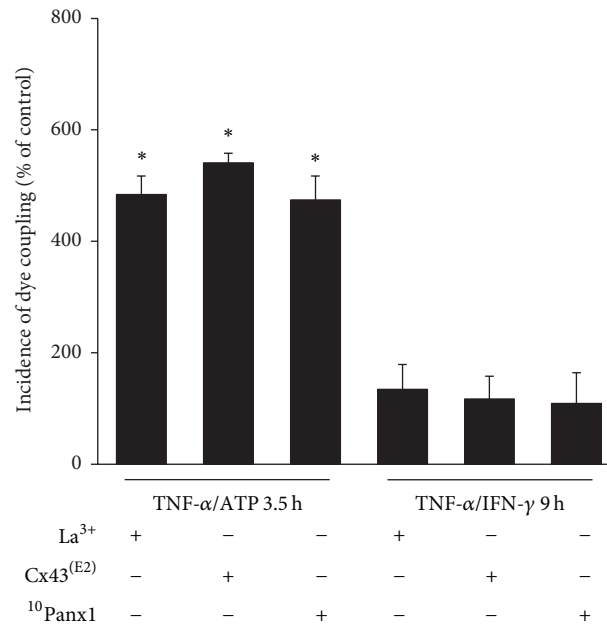 Incidence of dye coupling (% of control)
800
600
400
200
0
* * *
TNF-α/ATP 3.5 h TNF-α/IFN-γ 9 h
La³⁺ + − − + − −
Cx43⁽ᴱ²⁾ − + − − + −
¹⁰Panx1 − − + − − +